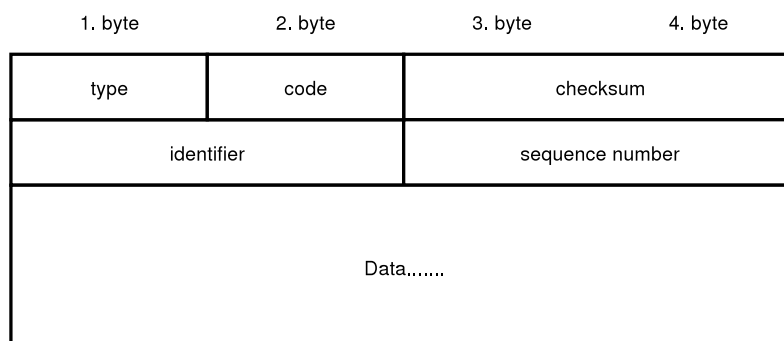 1. byte 2. byte 3. byte 4. byte
type code checksum
identifier sequence number
Data.......